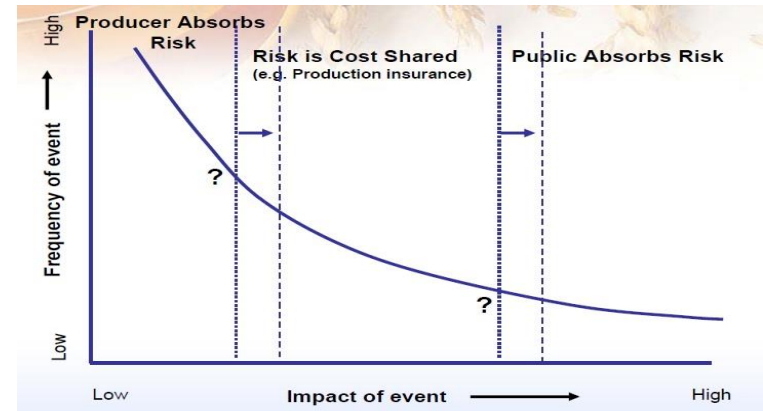 Producer Absorbs
Risk
Risk is Cost Shared
(e.g. Production insurance)
Public Absorbs Risk
High
Frequency of event
Low
?
?
Low
Impact of event
High